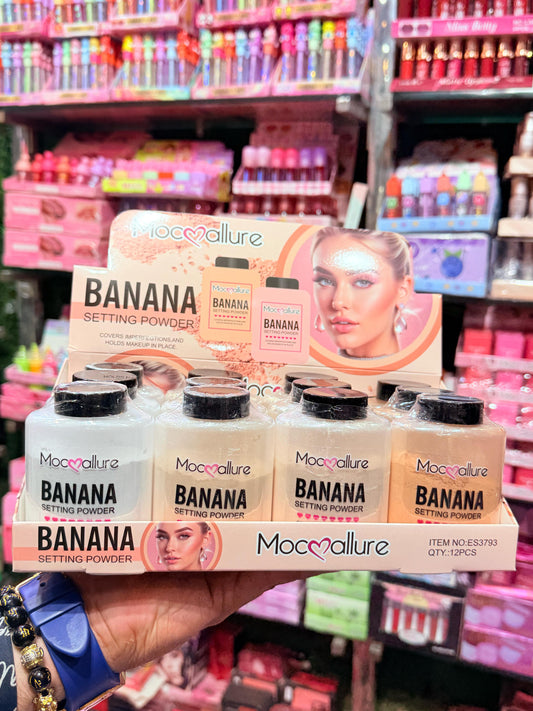 Miss Betty
Mocallure
BANANA
SETTING POWDER
COVERS IMPERFECTIONS AND
HOLDS MAKEUP IN PLACE.
BANANA
SETTING POWDER
BANANA
SETTING POWDER
Mocallure
Mocallure
BANANA
SETTING POWDER
Mocallure
BANANA
SETTING POWDER
Mocallure
BANANA
SETTING POWDER
Mocallure
BANANA
SETTING POWDER
BANANA
SETTING POWDER
Mocallure
ITEM NO:ES3793
QTY.:12PCS